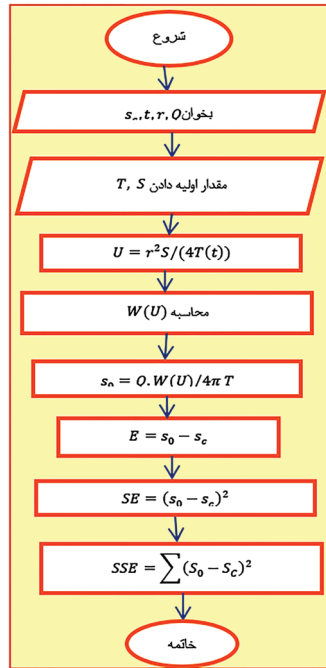 شروع
بخوان s₀,t,r,Q
مقدار اولیه دادن T, S
U = r²S/(4T(t))
محاسبه W(U)
s₀ = Q.W(U)/4π T
E = s₀ − s_c
SE = (s₀ − s_c)²
SSE = ∑(S₀ − S_C)²
خاتمه